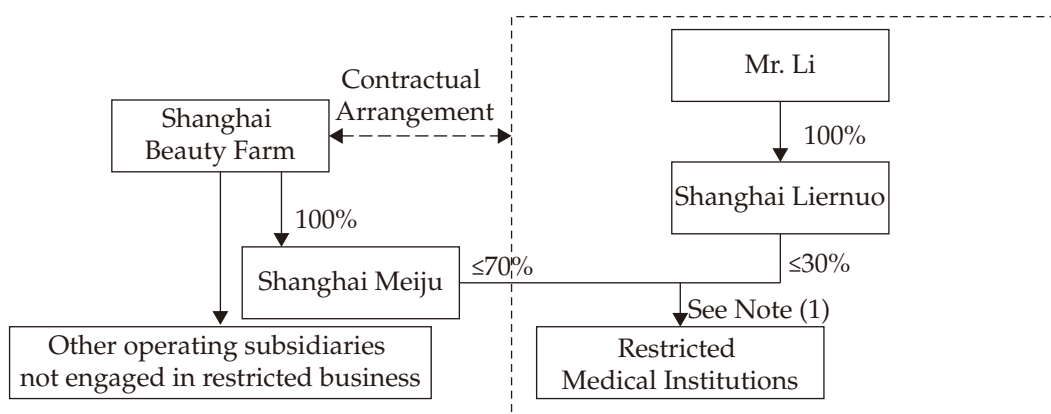 Mr. Li
Contractual
Arrangement
Shanghai
Beauty Farm
100%
Shanghai Liernuo
100%
Shanghai Meiju
≤70%
≤30%
See Note (1)
Other operating subsidiaries
not engaged in restricted business
Restricted
Medical Institutions